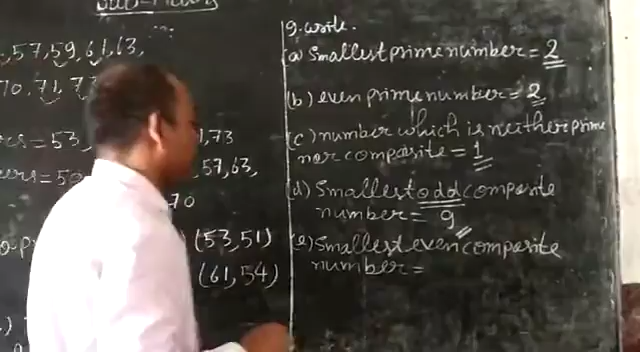 ,57,59,61,63,
70, 71, 7
=53,
,73
57,63,
70
(53,51)
(61,54)
9. write.
(a) Smallest prime number = 2
(b) even prime number = 2
(c) number which is neither prime
nor composite = 1
(d) Smallest odd composite
number = 9
(e) Smallest even composite
number =